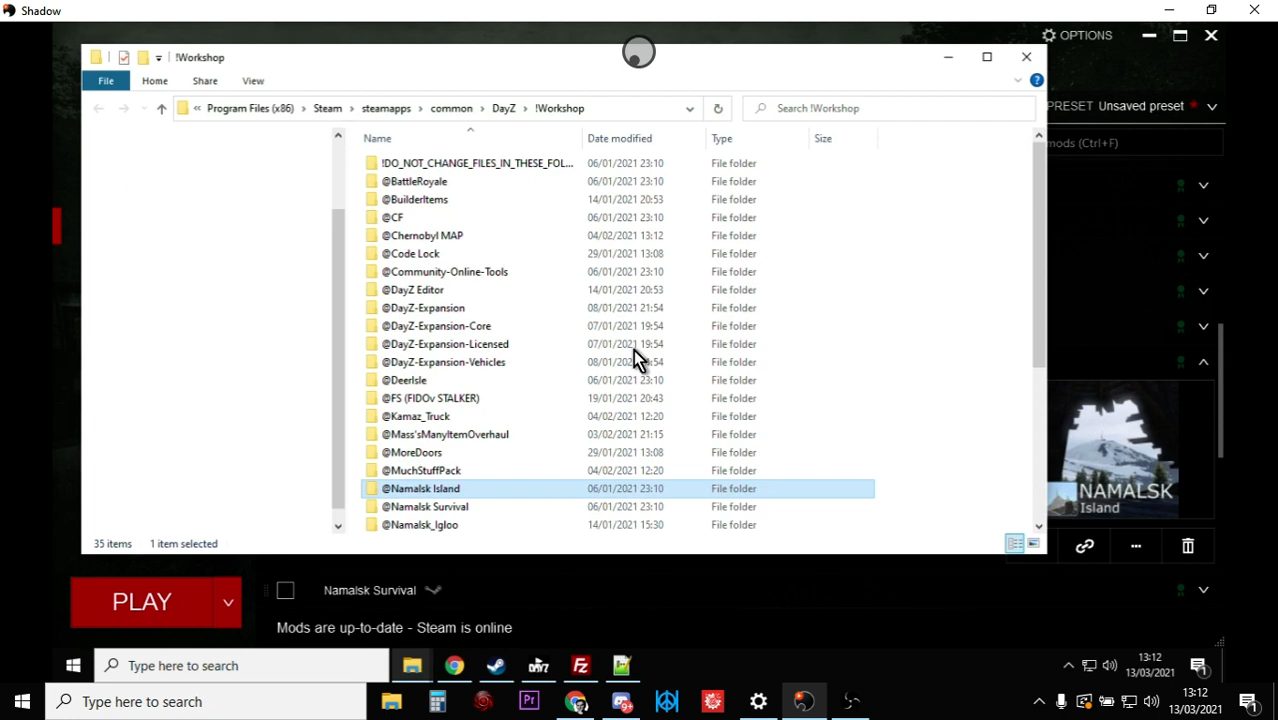 Shadow
OPTIONS
!Workshop
File Home Share View
« Program Files (x86) > Steam > steamapps > common > DayZ > !Workshop
Search !Workshop
PRESET Unsaved preset *
mods (Ctrl+F)
Name Date modified Type Size
!DO_NOT_CHANGE_FILES_IN_THESE_FOL... 06/01/2021 23:10 File folder
@BattleRoyale 06/01/2021 23:10 File folder
@BuilderItems 14/01/2021 20:53 File folder
@CF 06/01/2021 23:10 File folder
@Chernobyl MAP 04/02/2021 13:12 File folder
@Code Lock 29/01/2021 13:08 File folder
@Community-Online-Tools 06/01/2021 23:10 File folder
@DayZ Editor 14/01/2021 20:53 File folder
@DayZ-Expansion 08/01/2021 21:54 File folder
@DayZ-Expansion-Core 07/01/2021 19:54 File folder
@DayZ-Expansion-Licensed 07/01/2021 19:54 File folder
@DayZ-Expansion-Vehicles 08/01/2021 :54 File folder
@DeerIsle 06/01/2021 23:10 File folder
@FS (FIDOv STALKER) 19/01/2021 20:43 File folder
@Kamaz_Truck 04/02/2021 12:20 File folder
@Mass'sManyItemOverhaul 03/02/2021 21:15 File folder
@MoreDoors 29/01/2021 13:08 File folder
@MuchStuffPack 04/02/2021 12:20 File folder
@Namalsk Island 06/01/2021 23:10 File folder
@Namalsk Survival 06/01/2021 23:10 File folder
@Namalsk_Igloo 14/01/2021 15:30 File folder
NAMALSK
Island
35 items 1 item selected
PLAY
Namalsk Survival
Mods are up-to-date - Steam is online
Type here to search
13:12
13/03/2021
Type here to search
13:12
13/03/2021